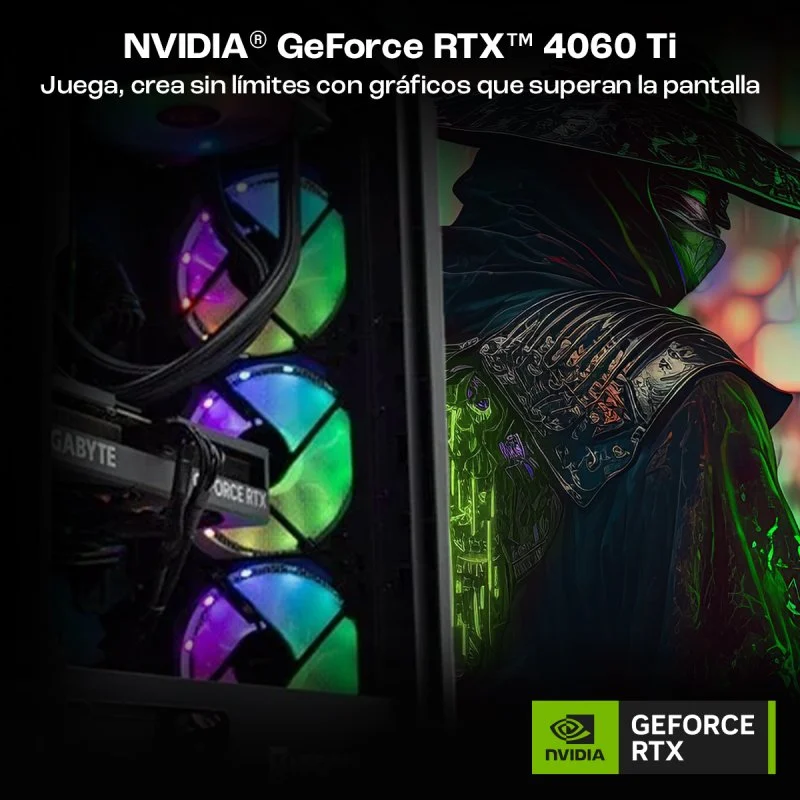 NVIDIA® GeForce RTX™ 4060 Ti
Juega, crea sin límites con gráficos que superan la pantalla
GABYTE
FORCE RTX
NVIDIA
GEFORCE
RTX